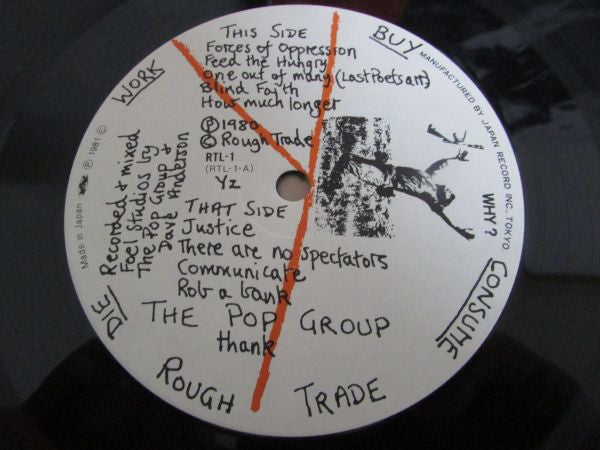 THIS SIDE
Forces of Oppression
Feed the Hungry
One out of many (Last Poets arr)
Blind Faith
How much longer
℗ 1980
© Rough Trade
RTL-1
(RTL-1-A)
Y2
THAT SIDE
Justice
There are no spectators
Communicate
Rob a bank
THE POP GROUP
thank
ROUGH TRADE
Recorded & mixed
Foel Studios by
The Pop Group &
Dave Anderson
DIE
WORK
BUY
CONSUME
WHY?
MANUFACTURED BY JAPAN RECORD INC. TOKYO.
Made in Japan ℗ 1981 ©